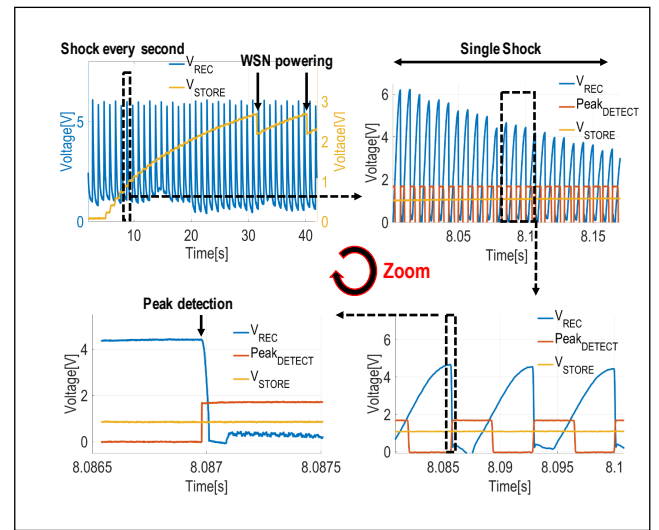 Shock every second
WSN powering
V_REC
V_STORE
Voltage[V]
5
0
3
2
1
0
Voltage[V]
10 20 30 40
Time[s]
Single Shock
V_REC
Peak_DETECT
V_STORE
Voltage[V]
6
4
2
0
8.05 8.10 8.15
Time[s]
Zoom
Peak detection
V_REC
Peak_DETECT
V_STORE
Voltage[V]
4
2
0
8.0865 8.087 8.0875
Time[s]
V_REC
Peak_DETECT
V_STORE
Voltage[V]
6
4
2
0
8.085 8.09 8.095 8.1
Time[s]